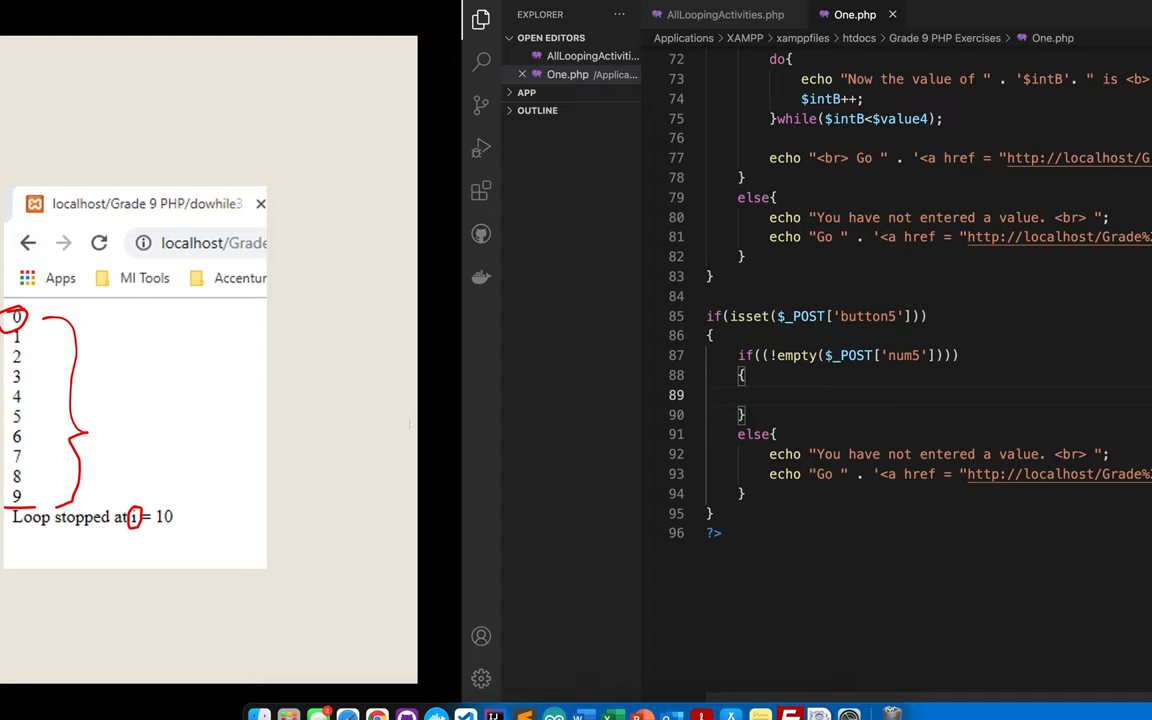 localhost/Grade 9 PHP/dowhile3.
localhost/Grade
Apps
MI Tools
Accentur
0
1
2
3
4
5
6
7
8
9
Loop stopped at i = 10
EXPLORER
OPEN EDITORS
AllLoopingActiviti...
One.php /Applica...
APP
OUTLINE
AllLoopingActivities.php
One.php
Applications > XAMPP > xamppfiles > htdocs > Grade 9 PHP Exercises > One.php
72 do{
73 echo "Now the value of " . '$intB'. " is <b>
74 $intB++;
75 }while($intB<$value4);
76
77 echo "<br> Go " . '<a href = "http://localhost/G
78 }
79 else{
80 echo "You have not entered a value. <br> ";
81 echo "Go " . '<a href = "http://localhost/Grade%
82 }
83 }
84
85 if(isset($_POST['button5']))
86 {
87 if((!empty($_POST['num5'])))
88 {
89
90 }
91 else{
92 echo "You have not entered a value. <br> ";
93 echo "Go " . '<a href = "http://localhost/Grade%
94 }
95 }
96 ?>